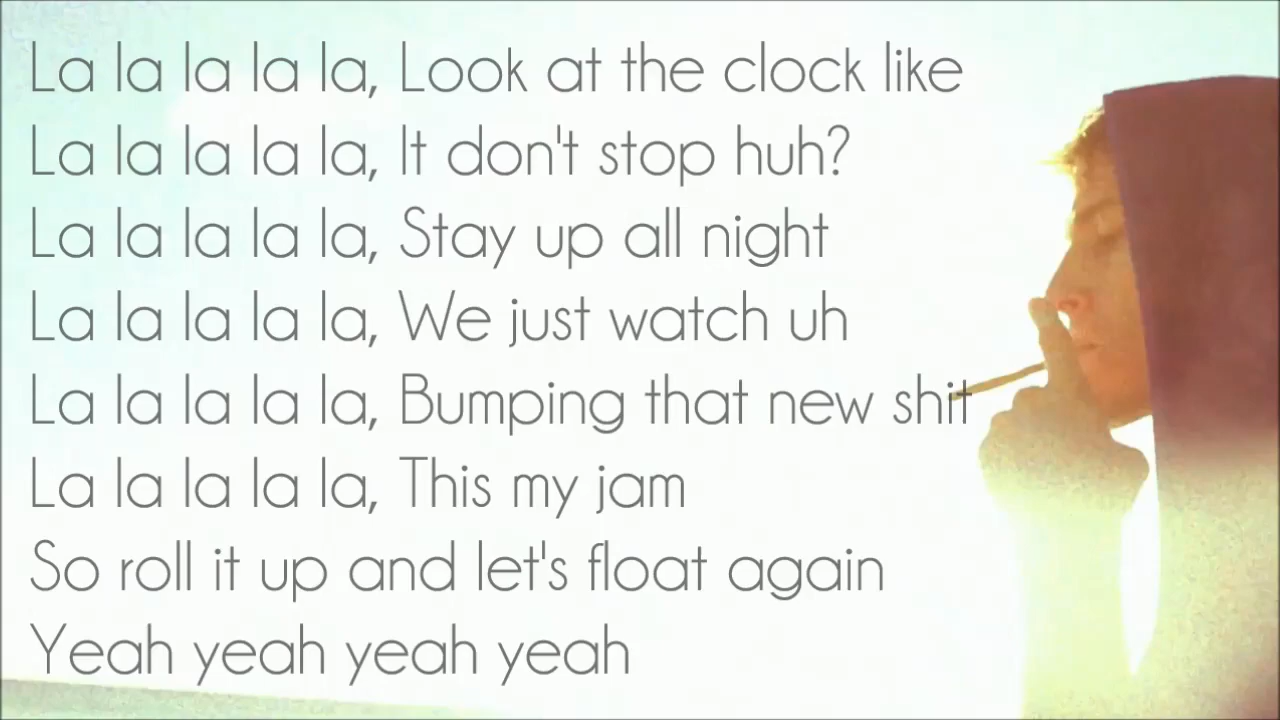 La la la la la, Look at the clock like
La la la la la, It don't stop huh?
La la la la la, Stay up all night
La la la la la, We just watch uh
La la la la la, Bumping that new shit
La la la la la, This my jam
So roll it up and let's float again
Yeah yeah yeah yeah